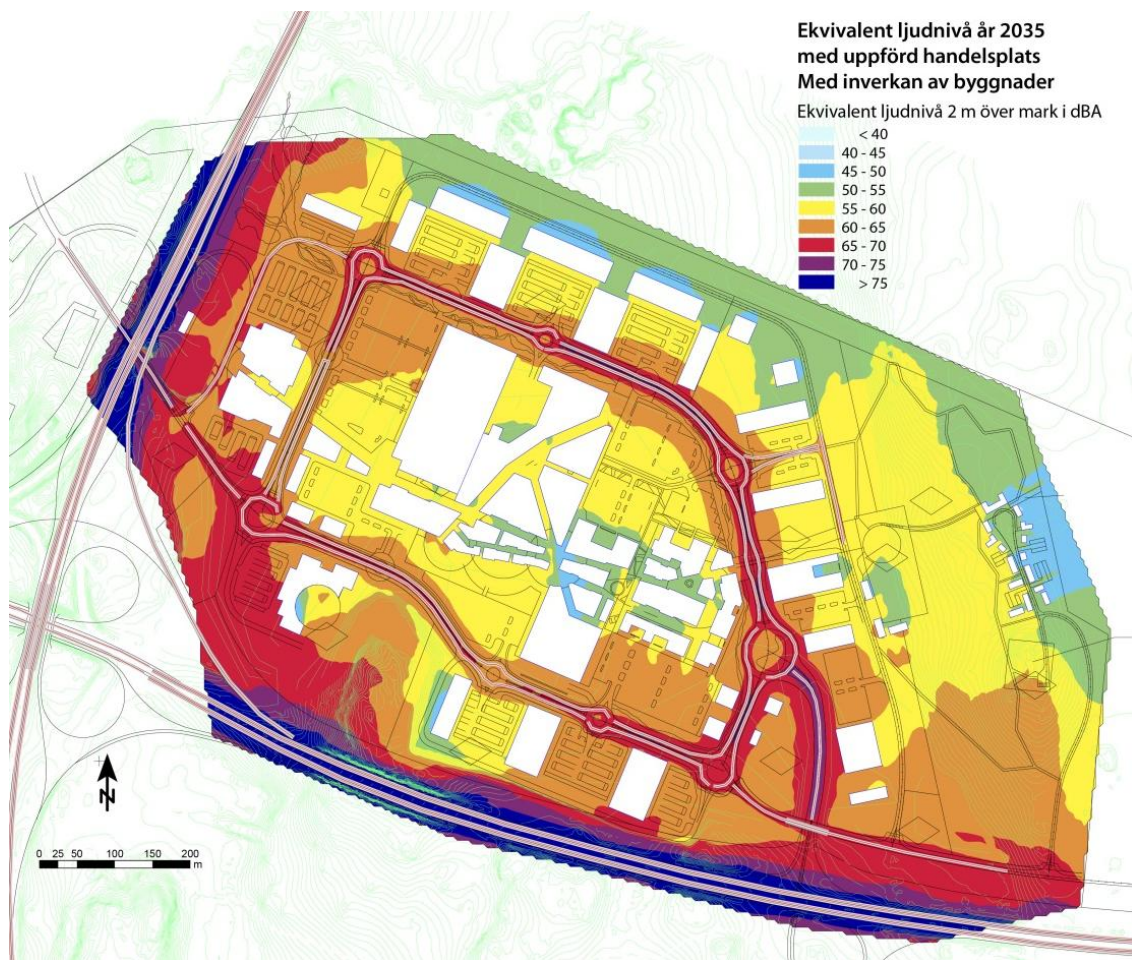 Ekvivalent ljudnivå år 2035
med uppförd handelsplats
Med inverkan av byggnader
Ekvivalent ljudnivå 2 m över mark i dBA
< 40
40 - 45
45 - 50
50 - 55
55 - 60
60 - 65
65 - 70
70 - 75
> 75
N
0 25 50 100 150 200
m